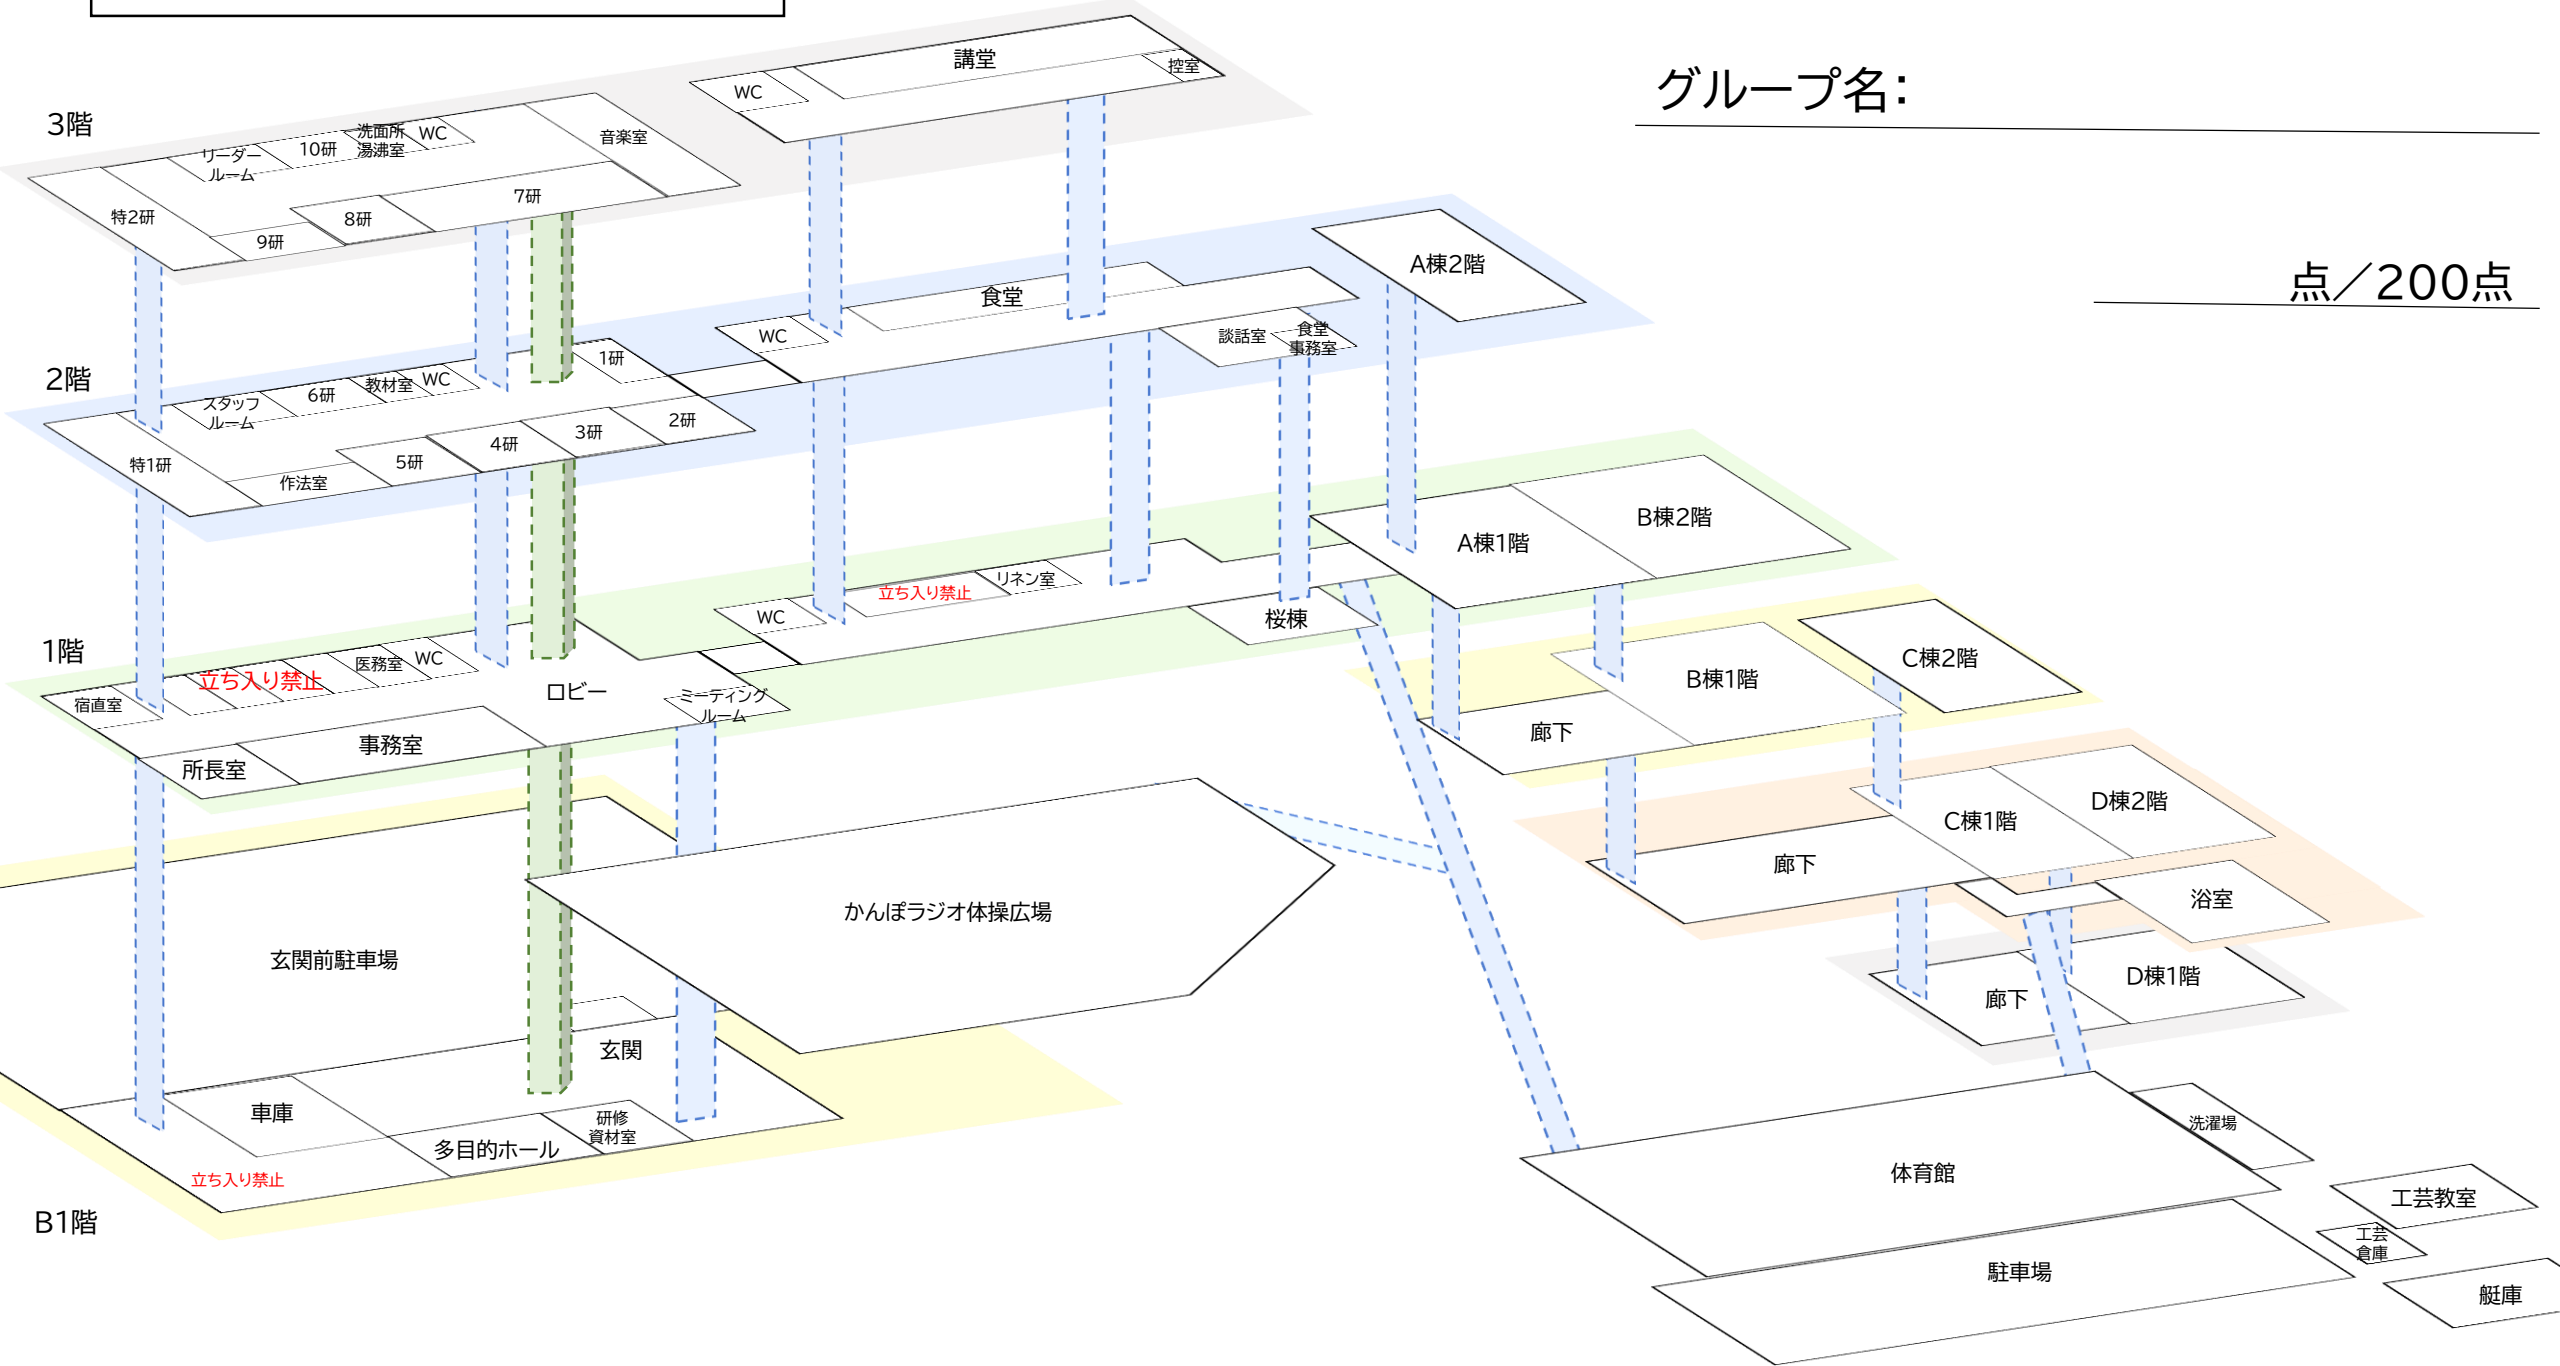 グループ名：
点／200点
3階
講堂
控室
WC
リーダー
ルーム
10研
洗面所
湯沸室
WC
音楽室
特2研
9研
8研
7研
2階
食堂
WC
談話室
食堂
事務室
A棟2階
スタッフ
ルーム
6研
教材室
WC
1研
特1研
作法室
5研
4研
3研
2研
1階
宿直室
立ち入り禁止
医務室
WC
ロビー
ミーティング
ルーム
所長室
事務室
WC
立ち入り禁止
リネン室
桜棟
A棟1階
B棟2階
廊下
B棟1階
C棟2階
廊下
C棟1階
D棟2階
浴室
廊下
D棟1階
かんぽラジオ体操広場
玄関前駐車場
玄関
車庫
多目的ホール
研修
資材室
立ち入り禁止
B1階
体育館
洗濯場
駐車場
工芸教室
工芸
倉庫
艇庫